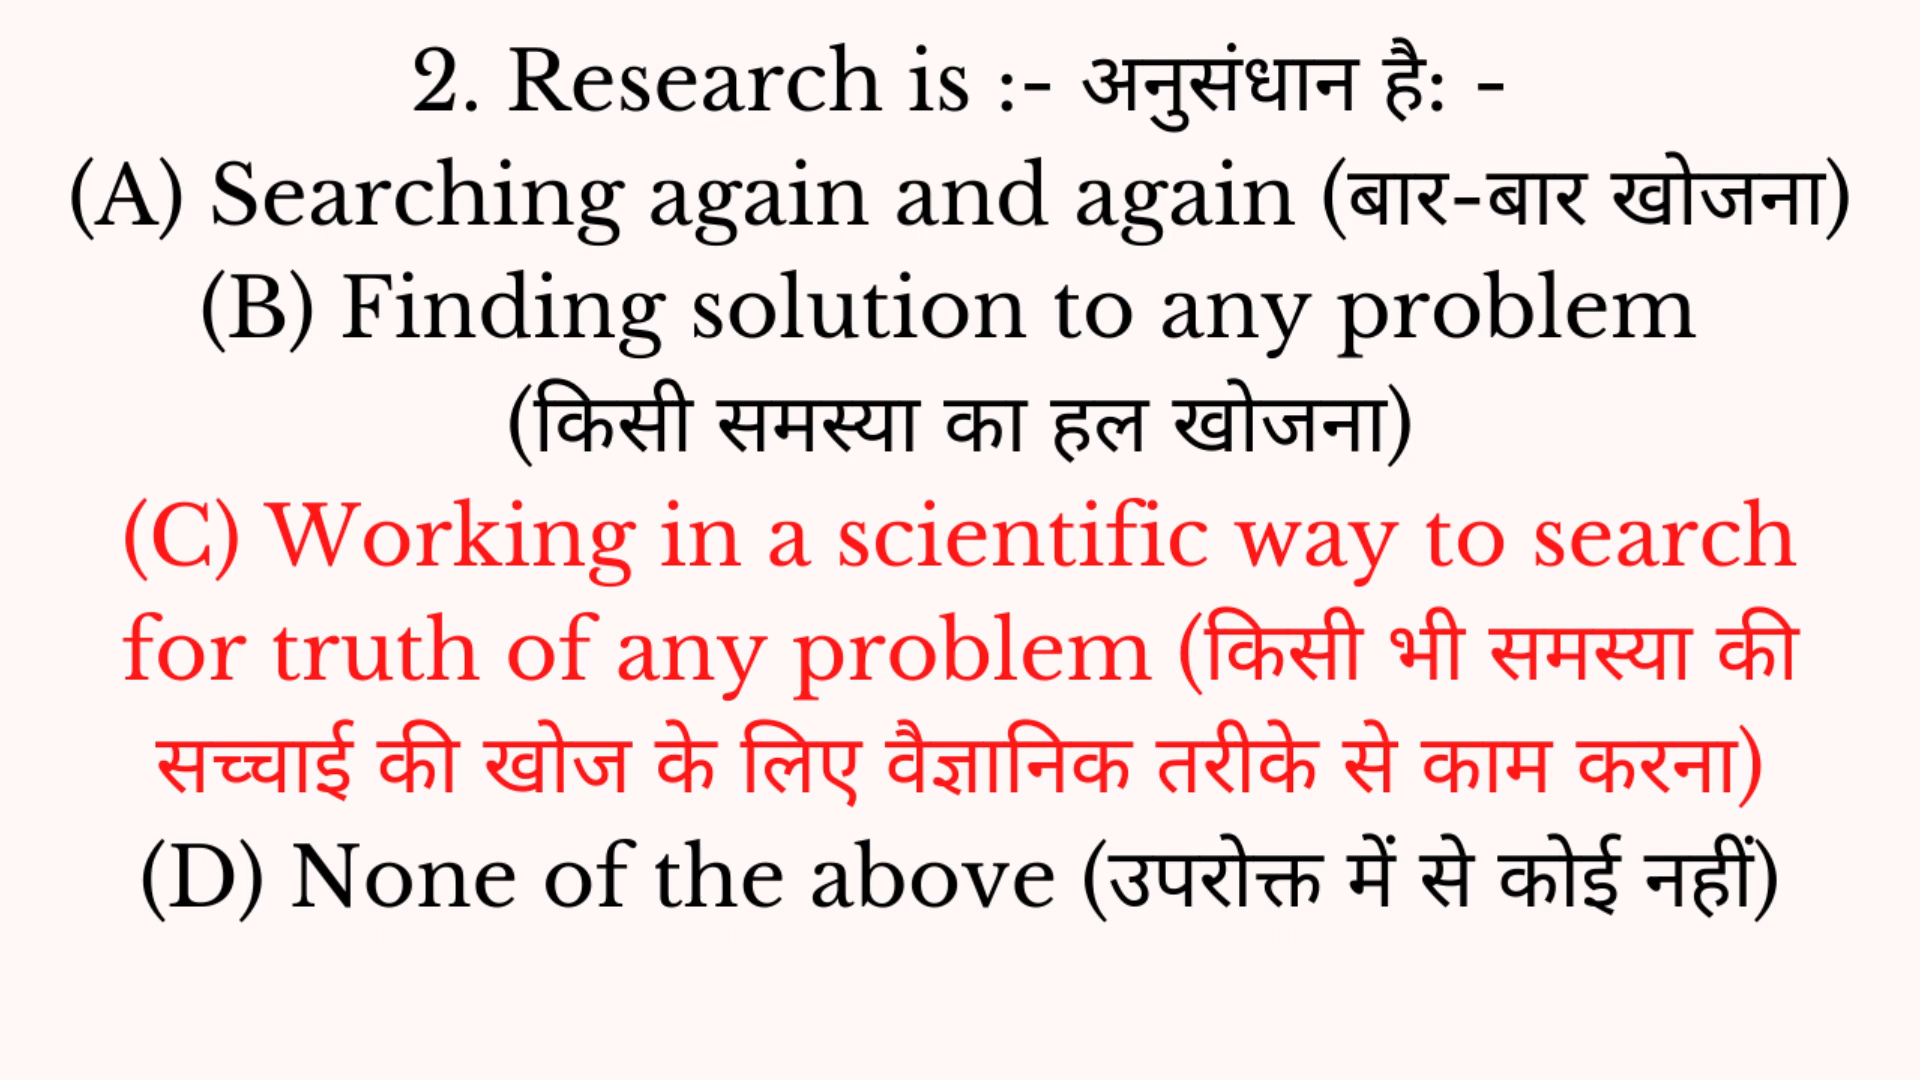 2. Research is :- अनुसंधान है: -
(A) Searching again and again (बार-बार खोजना)
(B) Finding solution to any problem
(किसी समस्या का हल खोजना)
(C) Working in a scientific way to search
for truth of any problem (किसी भी समस्या की
सच्चाई की खोज के लिए वैज्ञानिक तरीके से काम करना)
(D) None of the above (उपरोक्त में से कोई नहीं)